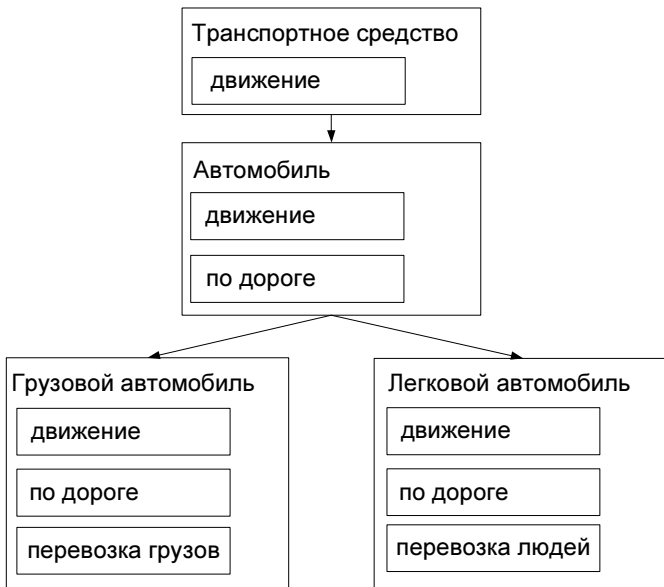 Транспортное средство
движение
Автомобиль
движение
по дороге
Грузовой автомобиль
движение
по дороге
перевозка грузов
Легковой автомобиль
движение
по дороге
перевозка людей